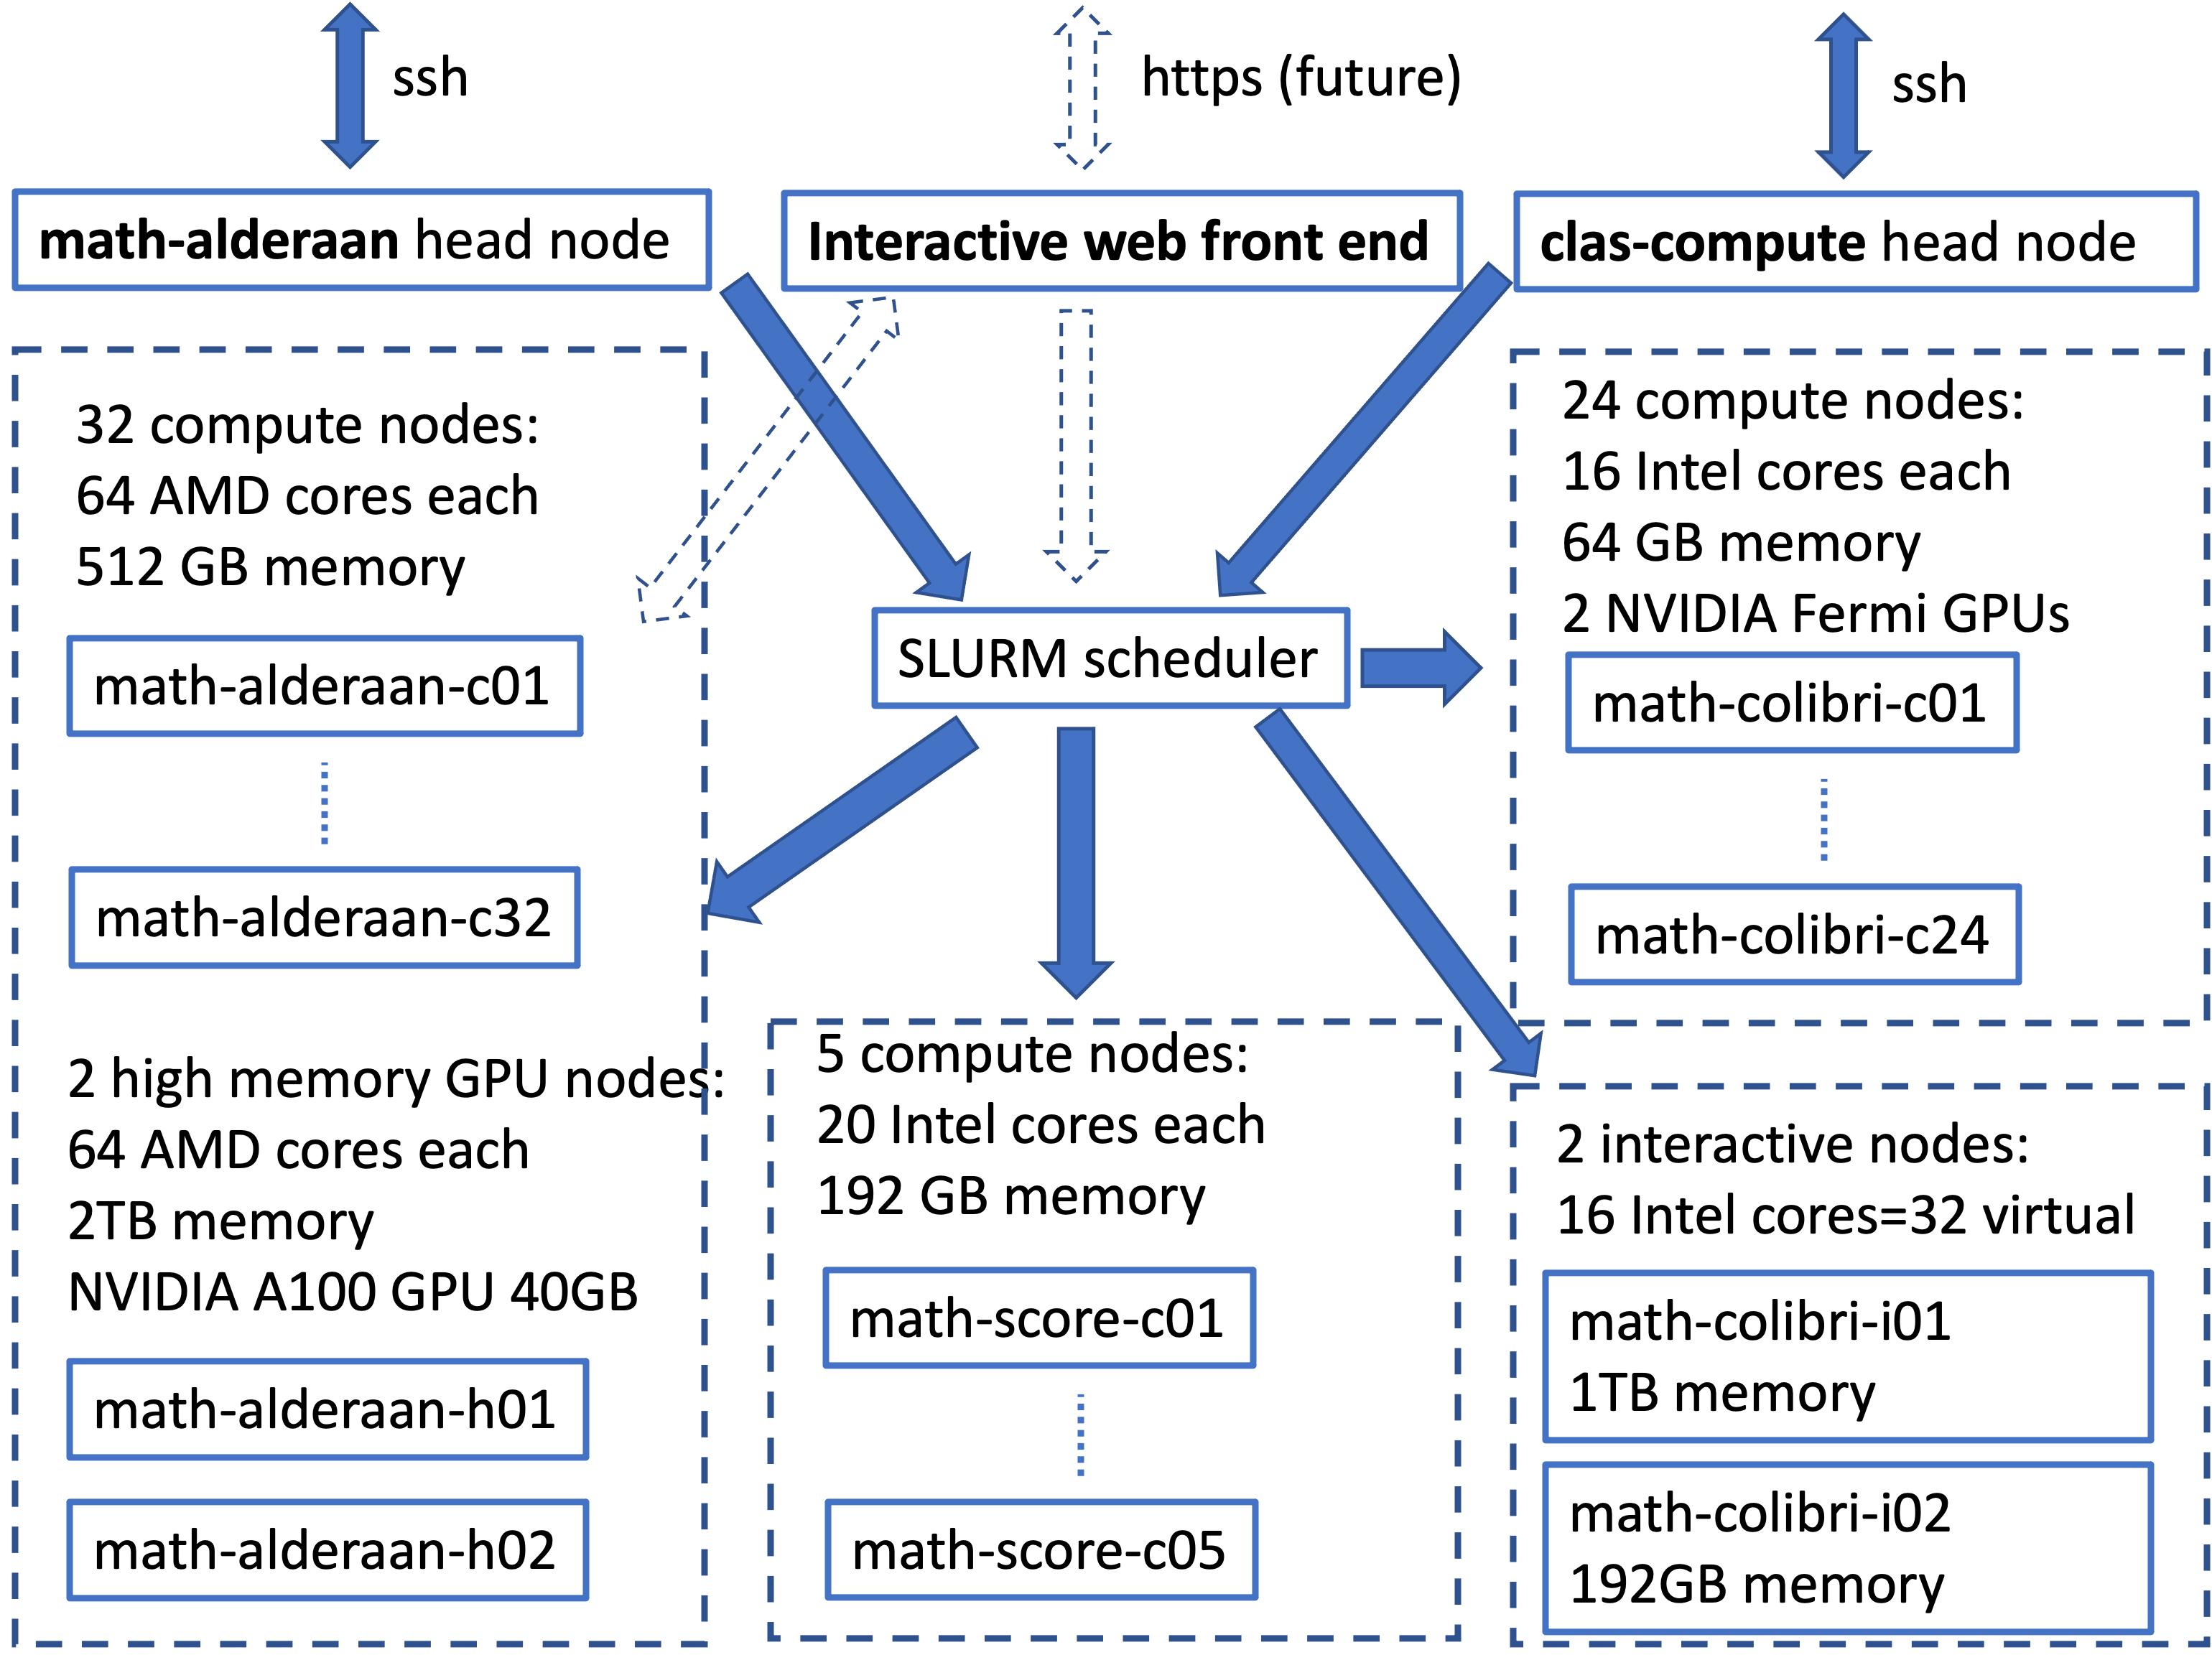 ssh
https (future)
ssh
math-alderaan head node
Interactive web front end
clas-compute head node
32 compute nodes:
64 AMD cores each
512 GB memory
math-alderaan-c01
math-alderaan-c32
2 high memory GPU nodes:
64 AMD cores each
2TB memory
NVIDIA A100 GPU 40GB
math-alderaan-h01
math-alderaan-h02
SLURM scheduler
5 compute nodes:
20 Intel cores each
192 GB memory
math-score-c01
math-score-c05
24 compute nodes:
16 Intel cores each
64 GB memory
2 NVIDIA Fermi GPUs
math-colibri-c01
math-colibri-c24
2 interactive nodes:
16 Intel cores=32 virtual
math-colibri-i01
1TB memory
math-colibri-i02
192GB memory